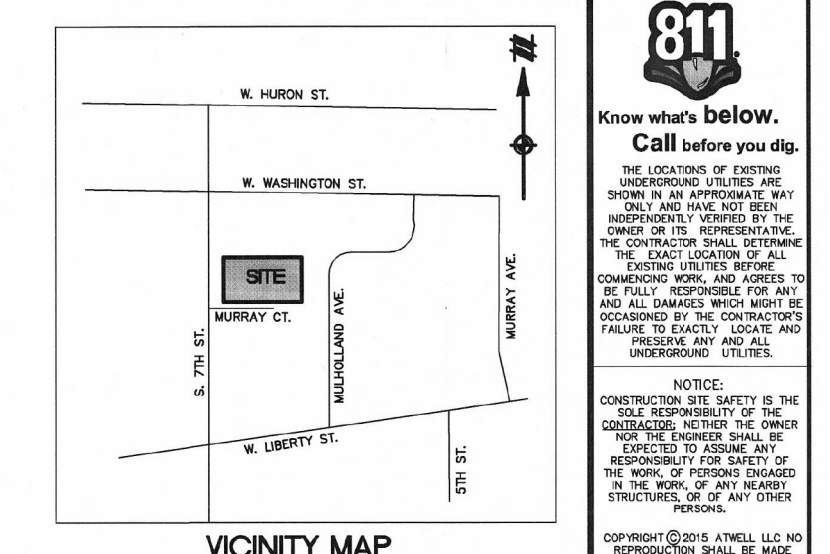 W. HURON ST.
W. WASHINGTON ST.
SITE
MURRAY CT.
S. 7TH ST.
MULHOLLAND AVE.
MURRAY AVE.
W. LIBERTY ST.
5TH ST.
VICINITY MAP
811.
Know what's below.
Call before you dig.
THE LOCATIONS OF EXISTING
UNDERGROUND UTILITIES ARE
SHOWN IN AN APPROXIMATE WAY
ONLY AND HAVE NOT BEEN
INDEPENDENTLY VERIFIED BY THE
OWNER OR ITS REPRESENTATIVE.
THE CONTRACTOR SHALL DETERMINE
THE EXACT LOCATION OF ALL
EXISTING UTILITIES BEFORE
COMMENCING WORK, AND AGREES TO
BE FULLY RESPONSIBLE FOR ANY
AND ALL DAMAGES WHICH MIGHT BE
OCCASIONED BY THE CONTRACTOR'S
FAILURE TO EXACTLY LOCATE AND
PRESERVE ANY AND ALL
UNDERGROUND UTILITIES.
NOTICE:
CONSTRUCTION SITE SAFETY IS THE
SOLE RESPONSIBILITY OF THE
CONTRACTOR; NEITHER THE OWNER
NOR THE ENGINEER SHALL BE
EXPECTED TO ASSUME ANY
RESPONSIBILITY FOR SAFETY OF
THE WORK, OF PERSONS ENGAGED
IN THE WORK, OF ANY NEARBY
STRUCTURES, OR OF ANY OTHER
PERSONS.
COPYRIGHT © 2015 ATWELL LLC NO
REPRODUCTION SHALL BE MADE